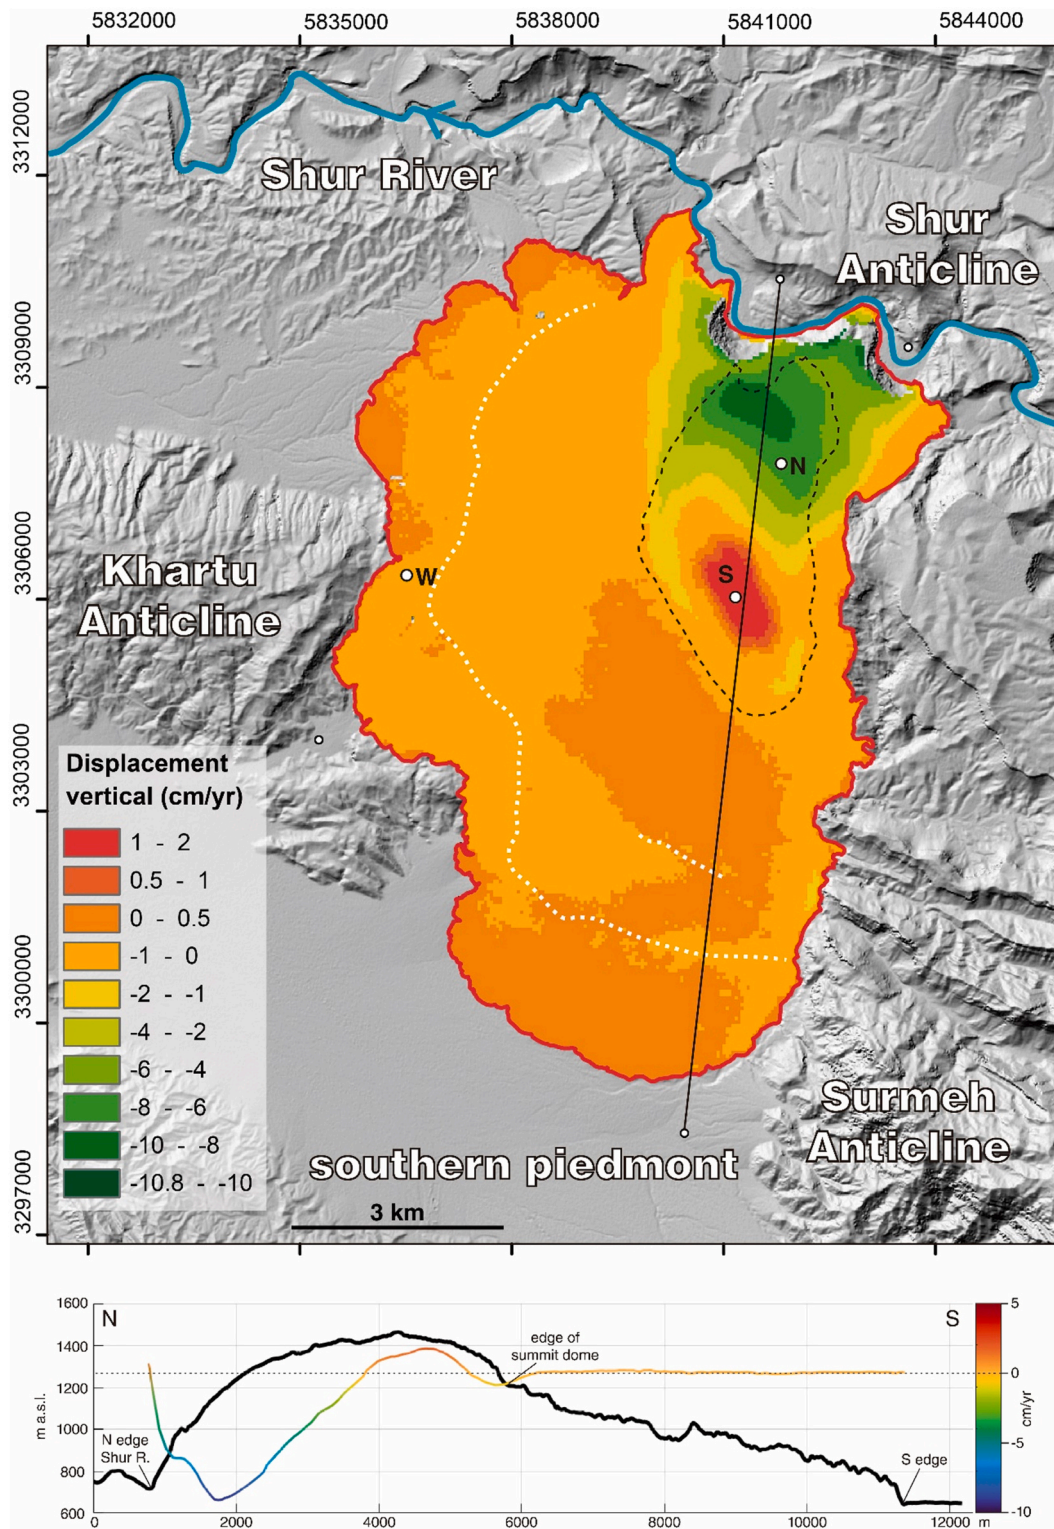 5832000 5835000 5838000 5841000 5844000
3312000
Shur River
Shur
Anticline
3309000
N
3306000
Khartu
Anticline
W
S
3303000
Displacement
vertical (cm/yr)
1 - 2
0.5 - 1
0 - 0.5
-1 - 0
-2 - -1
-4 - -2
-6 - -4
-8 - -6
-10 - -8
-10.8 - -10
3300000
Surmeh
Anticline
southern piedmont
3297000
3 km
1600
N
S
5
1400
edge of
summit dome
0
1200
m a.s.l.
cm/yr
1000
N edge
Shur R.
-5
S edge
800
600
-10
0 2000 4000 6000 8000 10000 12000 m